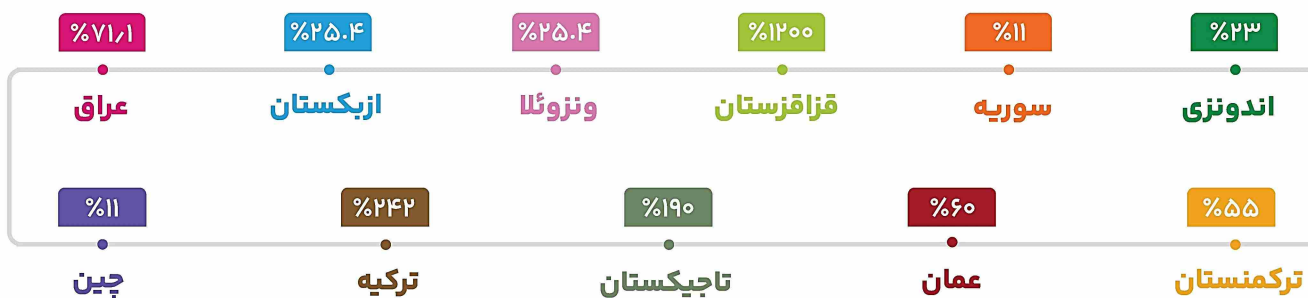 %۲۳ %۱۱ %۱۲۰۰ %۲۵.۴ %۲۵.۴ %۷۱٫۱
اندونزی سوریه قزاقزستان ونزوئلا ازبکستان عراق
%۵۵ %۶۰ %۱۹۰ %۲۴۲ %۱۱
ترکمنستان عمان تاجیکستان ترکیه چین